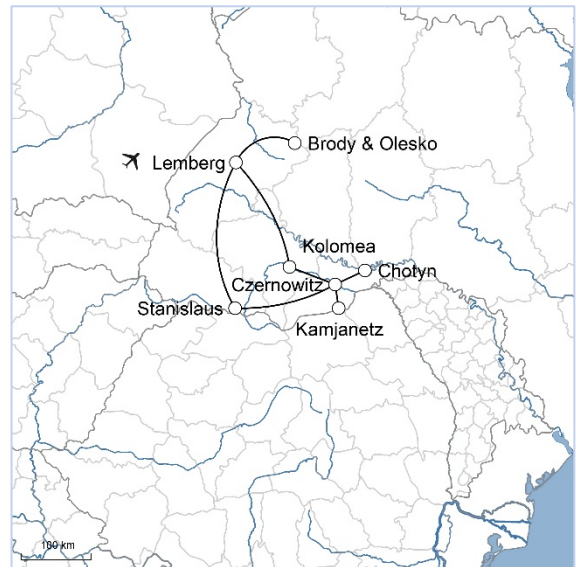 Brody & Olesko
Lemberg
Kolomea
Chotyn
Czernowitz
Stanislaus
Kamjanetz
100 km